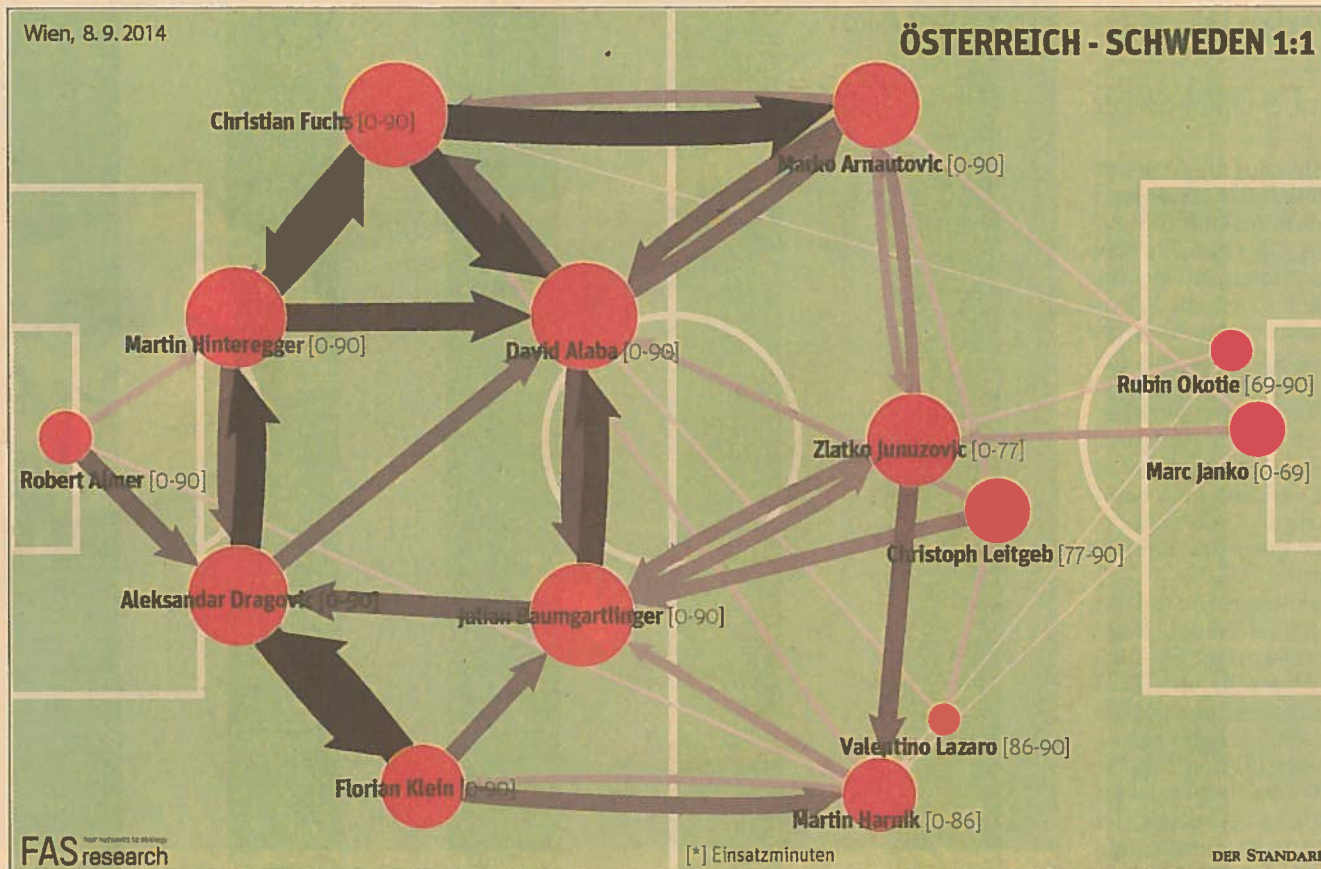 Wien, 8.9.2014
ÖSTERREICH - SCHWEDEN 1:1
Christian Fuchs [0-90]
Marko Arnautovic [0-90]
Martin Hinteregger [0-90]
David Alaba [0-90]
Rubin Okotie [69-90]
Zlatko Junuzovic [0-77]
Marc Janko [0-69]
Robert Almer [0-90]
Christoph Leitgeb [77-90]
Aleksandar Dragovic [0-90]
Julian Baumgartlinger [0-90]
Valentino Lazaro [86-90]
Florian Klein [0-90]
Martin Harnik [0-86]
FAS research
[*] Einsatzminuten
DER STANDARD